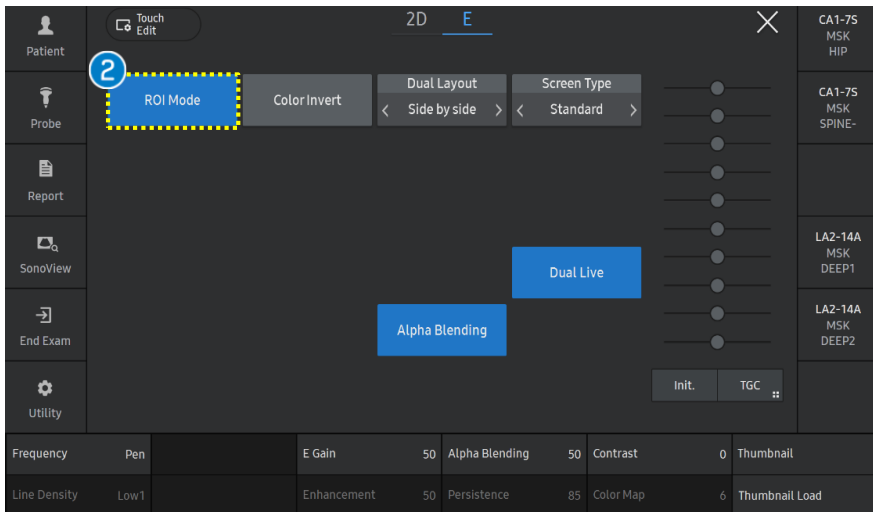 Patient
Touch
Edit
2D
E
CA1-7S
MSK
HIP
2
Probe
ROI Mode
Color Invert
Dual Layout
Side by side
Screen Type
Standard
CA1-7S
MSK
SPINE-
Report
SonoView
Dual Live
LA2-14A
MSK
DEEP1
End Exam
Alpha Blending
LA2-14A
MSK
DEEP2
Utility
Init.
TGC
Frequency Pen
E Gain 50
Alpha Blending 50
Contrast 0
Thumbnail
Line Density Low1
Enhancement 50
Persistence 85
Color Map 6
Thumbnail Load